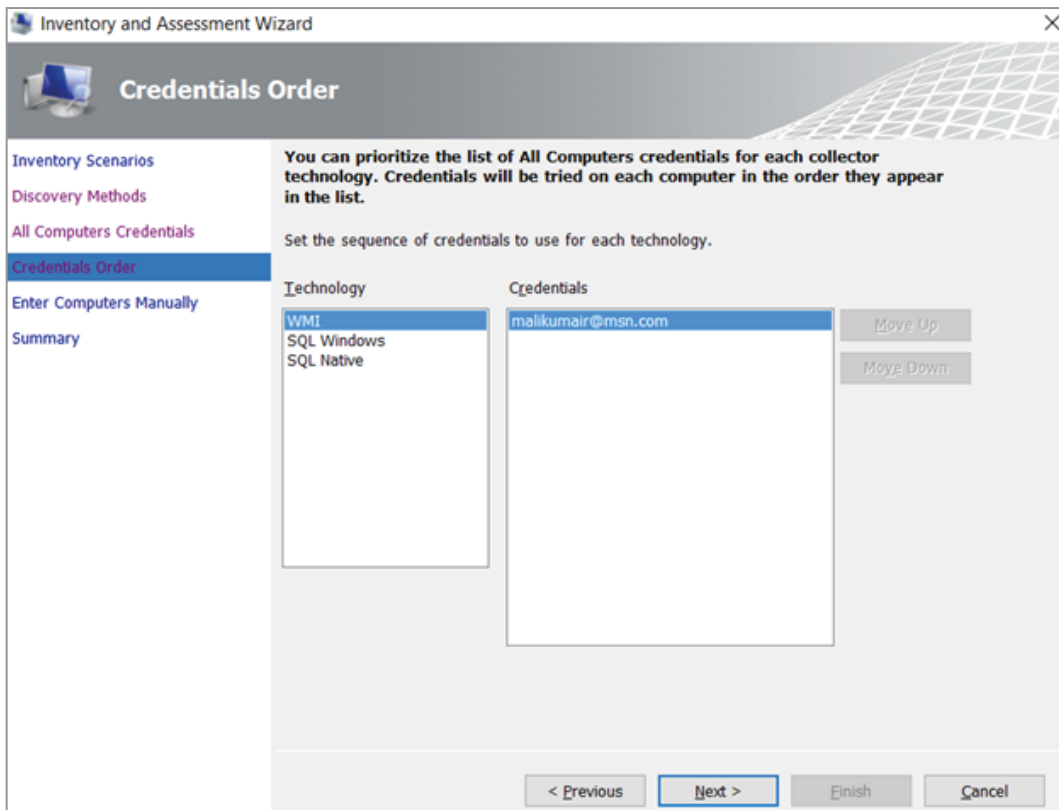 Inventory and Assessment Wizard
Credentials Order
Inventory Scenarios
Discovery Methods
All Computers Credentials
Credentials Order
Enter Computers Manually
Summary
You can prioritize the list of All Computers credentials for each collector
technology. Credentials will be tried on each computer in the order they appear
in the list.
Set the sequence of credentials to use for each technology.
Technology
WMI
SQL Windows
SQL Native
Credentials
malikumair@msn.com
Move Up
Move Down
< Previous
Next >
Finish
Cancel